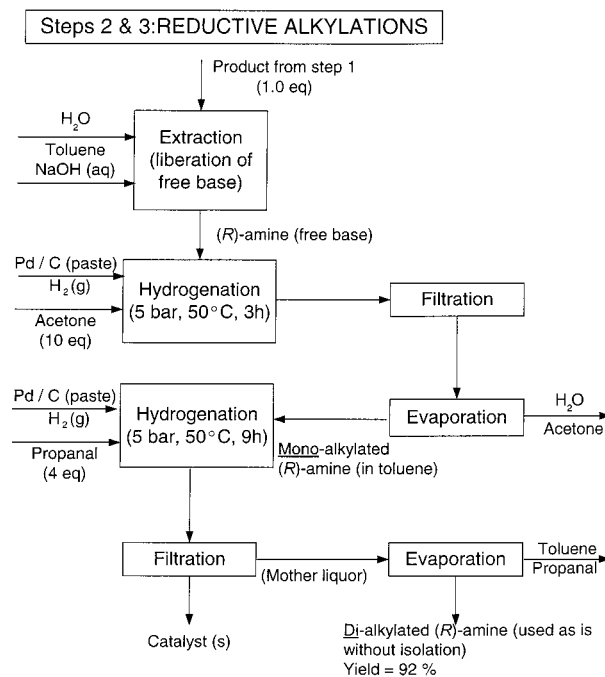 Steps 2 & 3:REDUCTIVE ALKYLATIONS
Product from step 1
(1.0 eq)
H2O
Toluene
NaOH (aq)
Extraction
(liberation of
free base)
(R)-amine (free base)
Pd / C (paste)
H2(g)
Acetone
(10 eq)
Hydrogenation
(5 bar, 50°C, 3h)
Filtration
Pd / C (paste)
H2(g)
Propanal
(4 eq)
Hydrogenation
(5 bar, 50°C, 9h)
Evaporation
H2O
Acetone
Mono-alkylated
(R)-amine (in toluene)
Filtration
(Mother liquor)
Evaporation
Toluene
Propanal
Catalyst (s)
Di-alkylated (R)-amine (used as is
without isolation)
Yield = 92 %